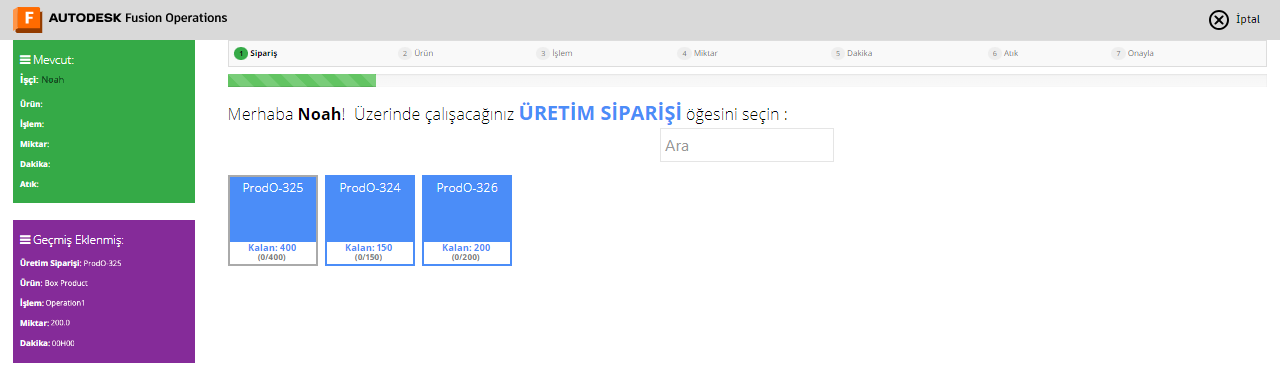 F AUTODESK Fusion Operations
İptal
Mevcut:
İşçi: Noah
Ürün:
İşlem:
Miktar:
Dakika:
Atık:
Geçmiş Eklenmiş:
Üretim Siparişi: ProdO-325
Ürün: Box Product
İşlem: Operation1
Miktar: 200.0
Dakika: 00H00
1 Sipariş 2 Ürün 3 İşlem 4 Miktar 5 Dakika 6 Atık 7 Onayla
Merhaba Noah! Üzerinde çalışacağınız ÜRETİM SİPARİŞİ öğesini seçin :
Ara
ProdO-325
Kalan: 400
(0/400)
ProdO-324
Kalan: 150
(0/150)
ProdO-326
Kalan: 200
(0/200)